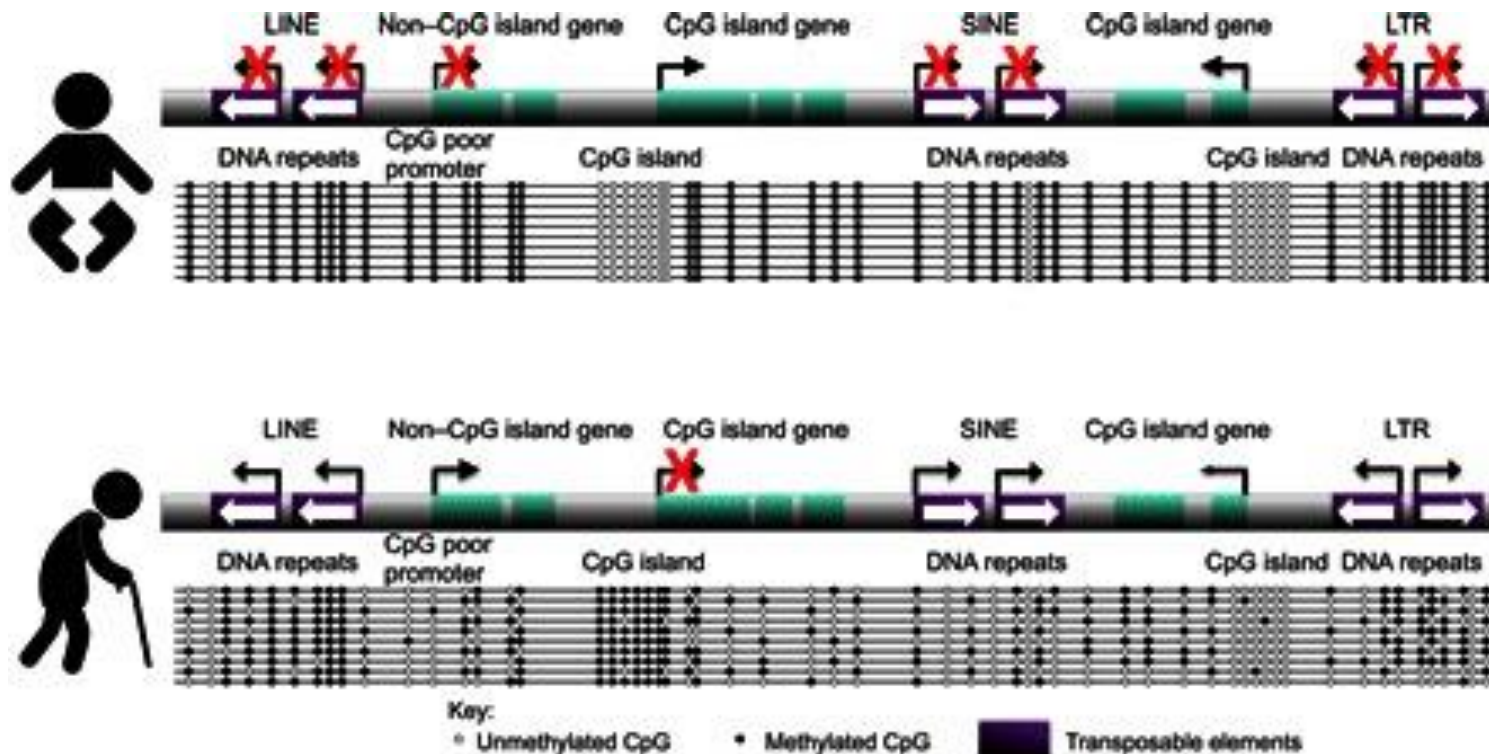 LINE Non–CpG island gene CpG island gene SINE CpG island gene LTR
DNA repeats CpG poor promoter CpG island DNA repeats CpG island DNA repeats
LINE Non–CpG island gene CpG island gene SINE CpG island gene LTR
DNA repeats CpG poor promoter CpG island DNA repeats CpG island DNA repeats
Key:
Unmethylated CpG Methylated CpG Transposable elements